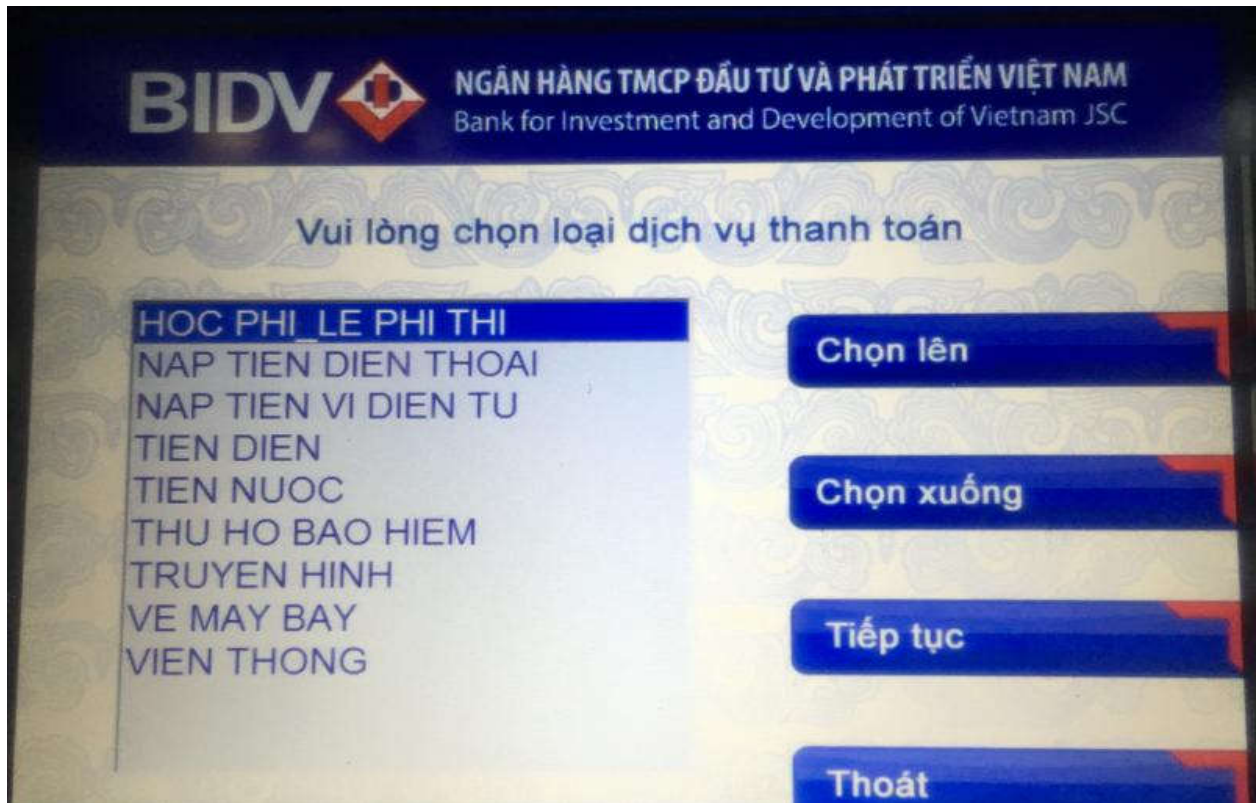 BIDV
NGÂN HÀNG TMCP ĐẦU TƯ VÀ PHÁT TRIỂN VIỆT NAM
Bank for Investment and Development of Vietnam JSC
Vui lòng chọn loại dịch vụ thanh toán
HOC PHI_LE PHI THI
NAP TIEN DIEN THOAI
NAP TIEN VI DIEN TU
TIEN DIEN
TIEN NUOC
THU HO BAO HIEM
TRUYEN HINH
VE MAY BAY
VIEN THONG
Chọn lên
Chọn xuống
Tiếp tục
Thoát